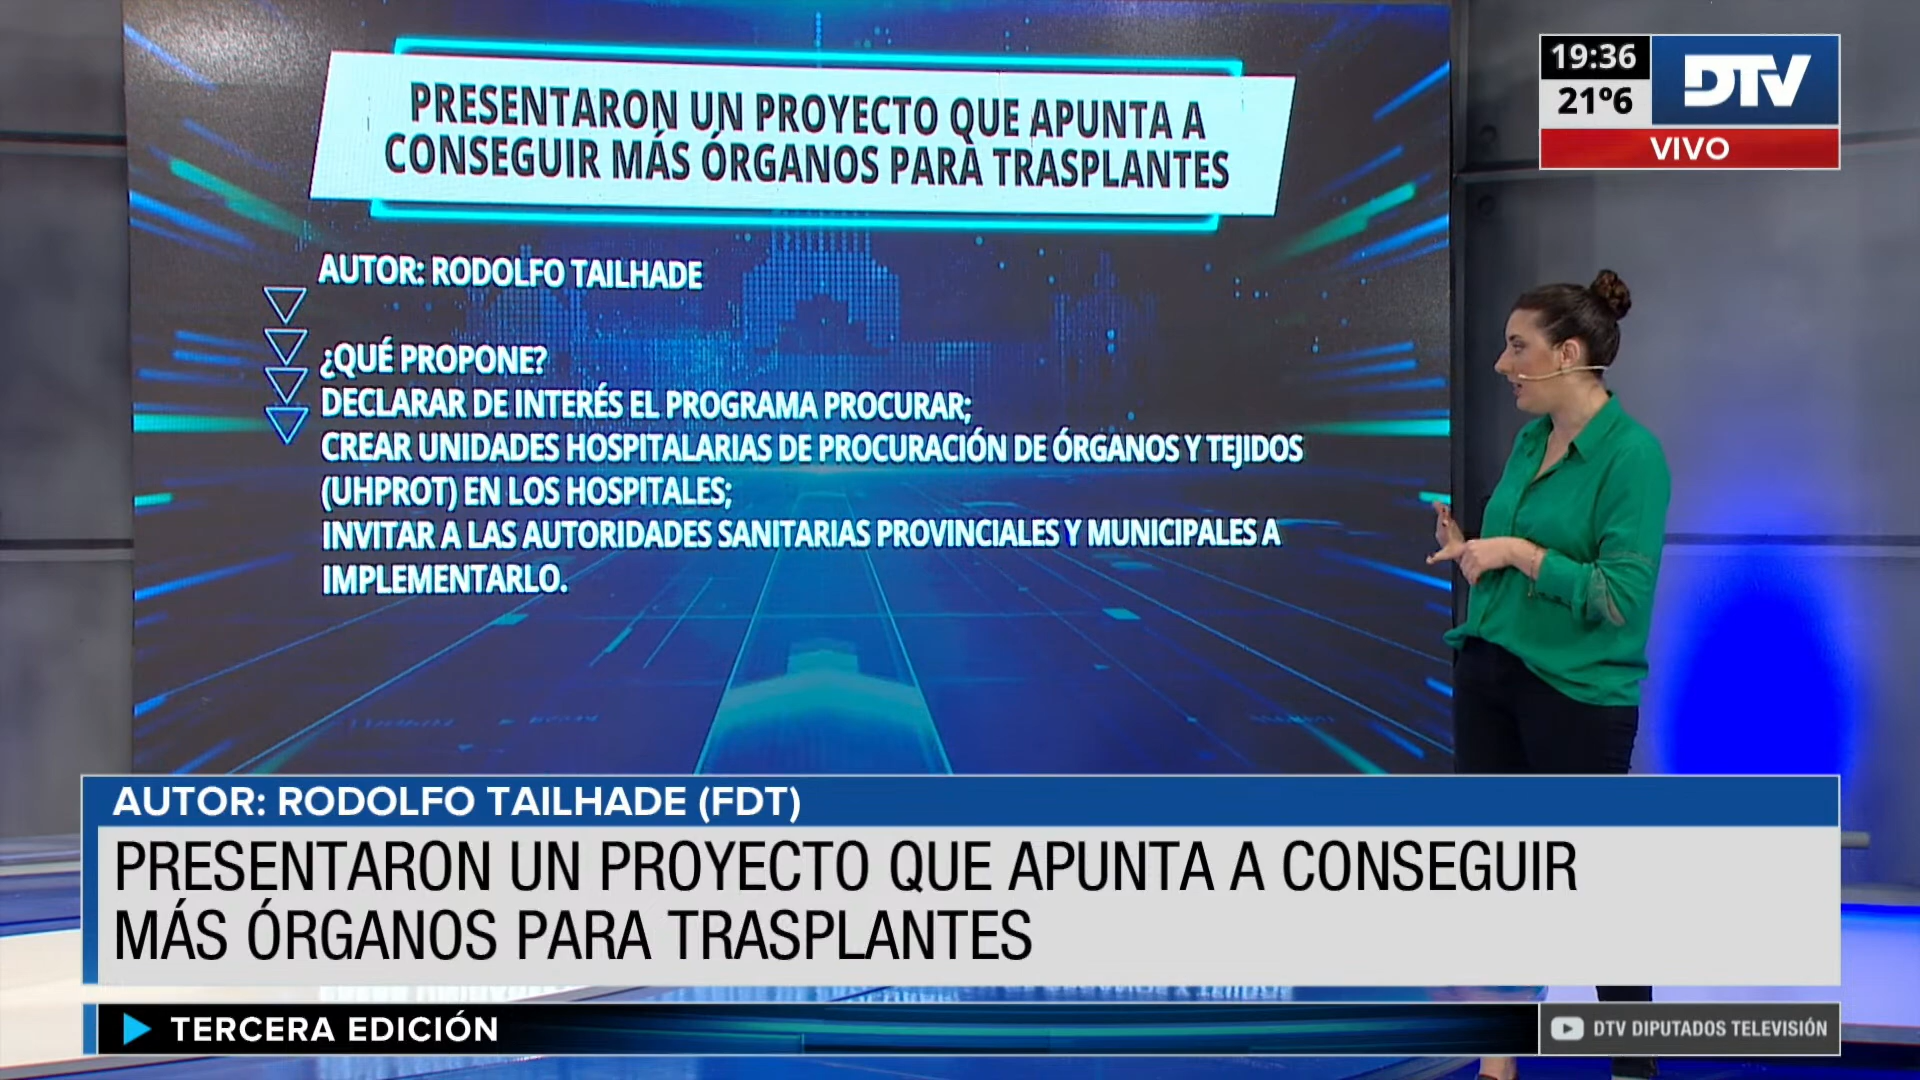 PRESENTARON UN PROYECTO QUE APUNTA A
CONSEGUIR MÁS ÓRGANOS PARA TRASPLANTES
AUTOR: RODOLFO TAILHADE
¿QUÉ PROPONE?
DECLARAR DE INTERÉS EL PROGRAMA PROCURAR;
CREAR UNIDADES HOSPITALARIAS DE PROCURACIÓN DE ÓRGANOS Y TEJIDOS
(UHPROT) EN LOS HOSPITALES;
INVITAR A LAS AUTORIDADES SANITARIAS PROVINCIALES Y MUNICIPALES A
IMPLEMENTARLO.
19:36
21º6
DTV
VIVO
AUTOR: RODOLFO TAILHADE (FDT)
PRESENTARON UN PROYECTO QUE APUNTA A CONSEGUIR
MÁS ÓRGANOS PARA TRASPLANTES
TERCERA EDICIÓN
DTV DIPUTADOS TELEVISIÓN